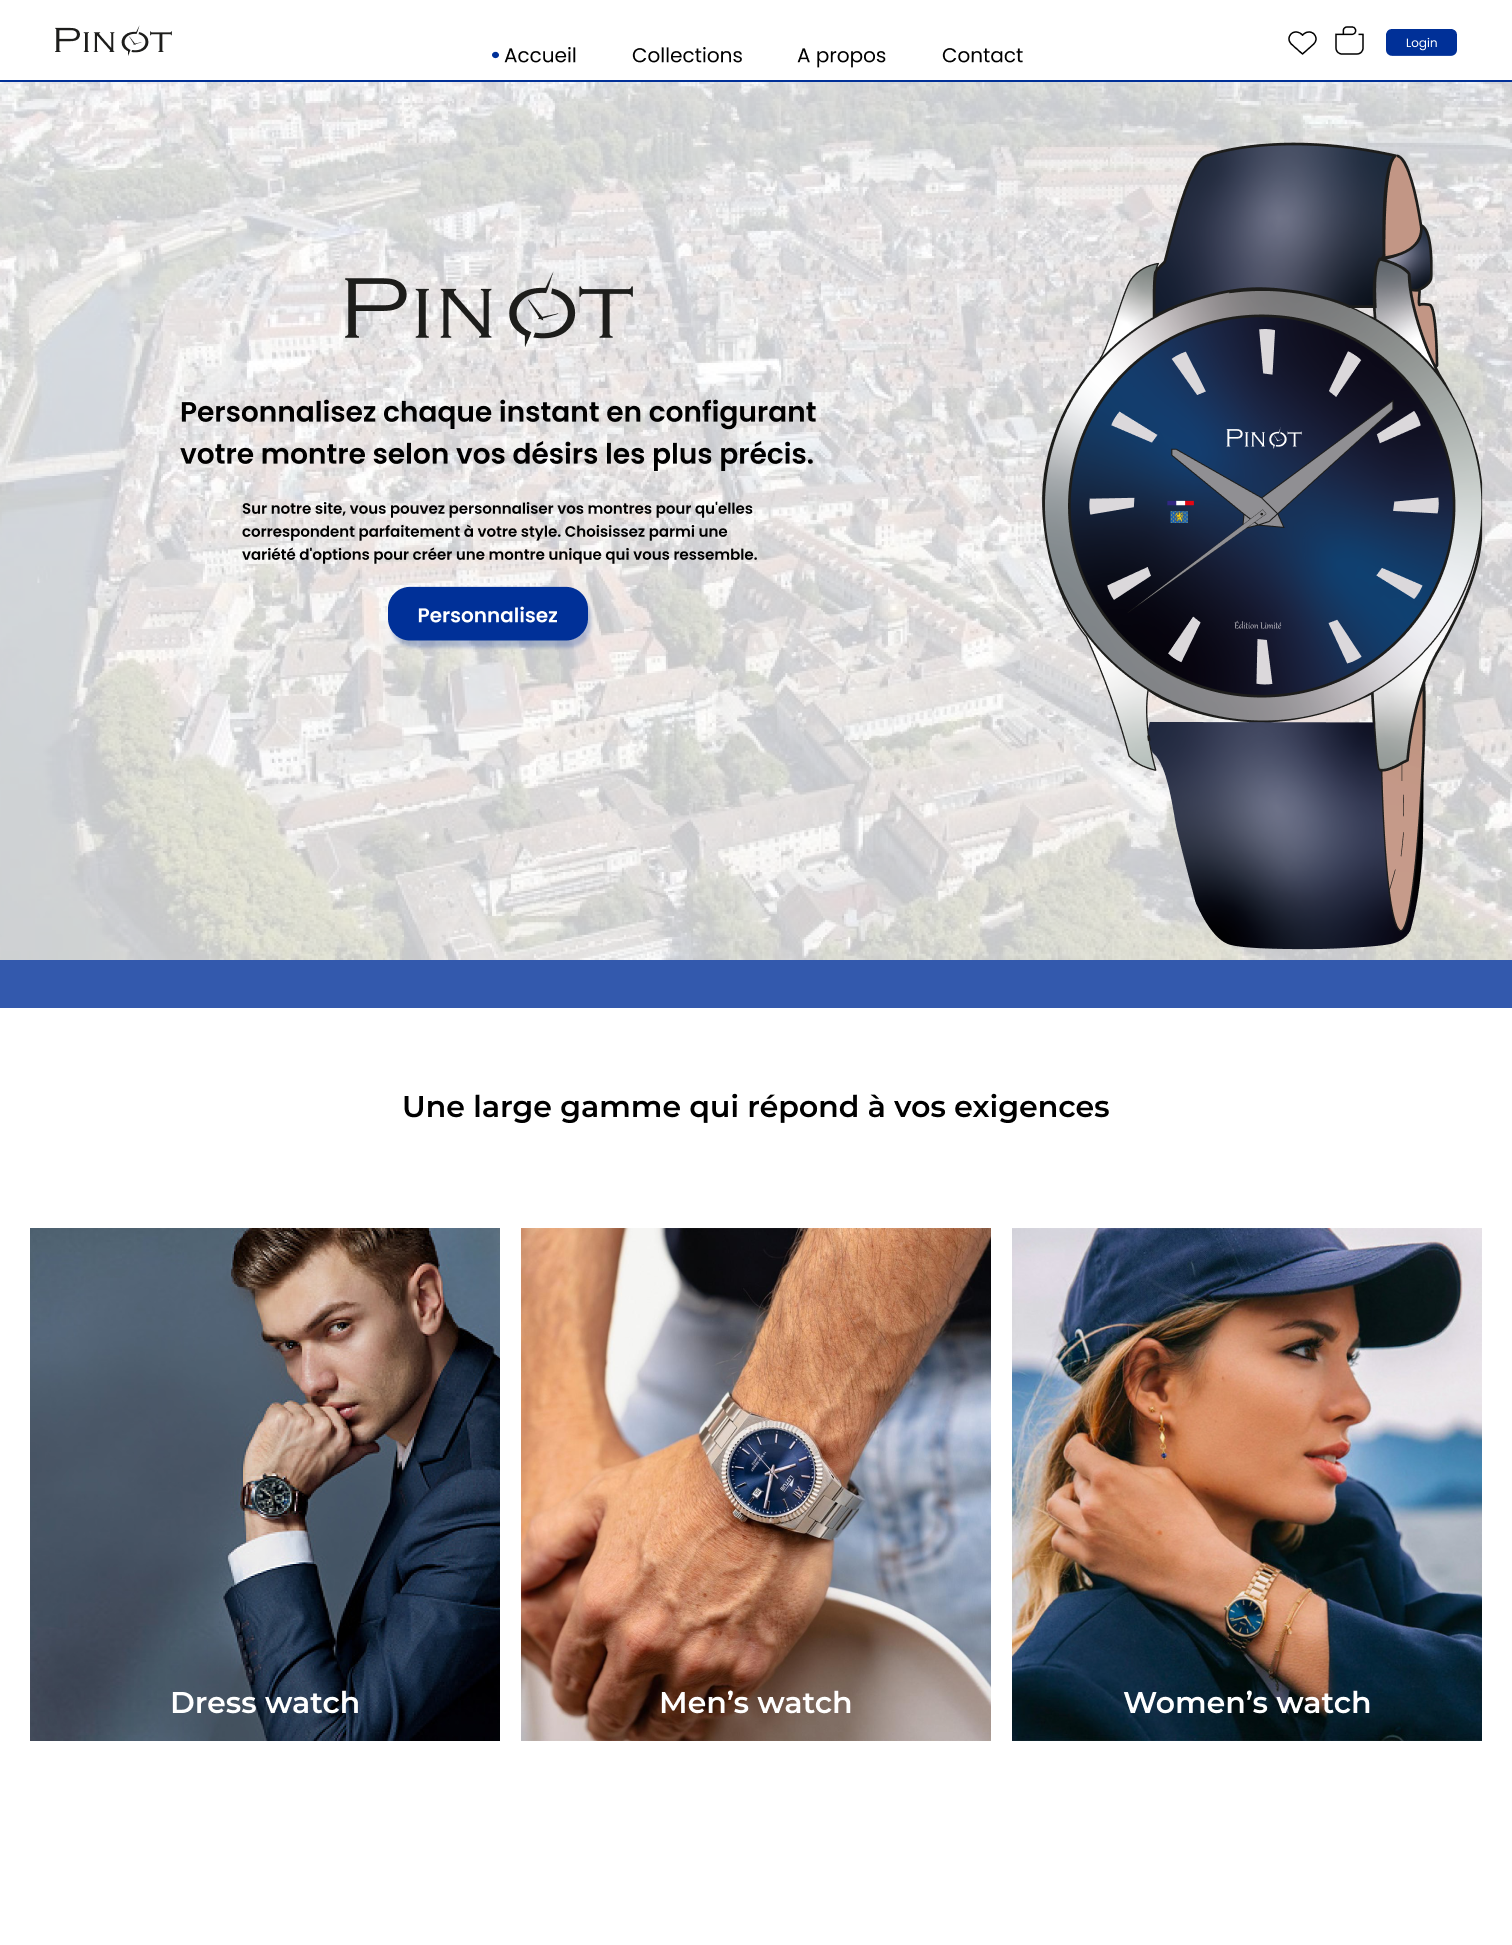 PINOT
Accueil
Collections
A propos
Contact
Login
PINOT
Personnalisez chaque instant en configurant
votre montre selon vos désirs les plus précis.
Sur notre site, vous pouvez personnaliser vos montres pour qu'elles
correspondent parfaitement à votre style. Choisissez parmi une
variété d'options pour créer une montre unique qui vous ressemble.
Personnalisez
PINOT
Édition Limité
Une large gamme qui répond à vos exigences
Dress watch
Men’s watch
Women’s watch